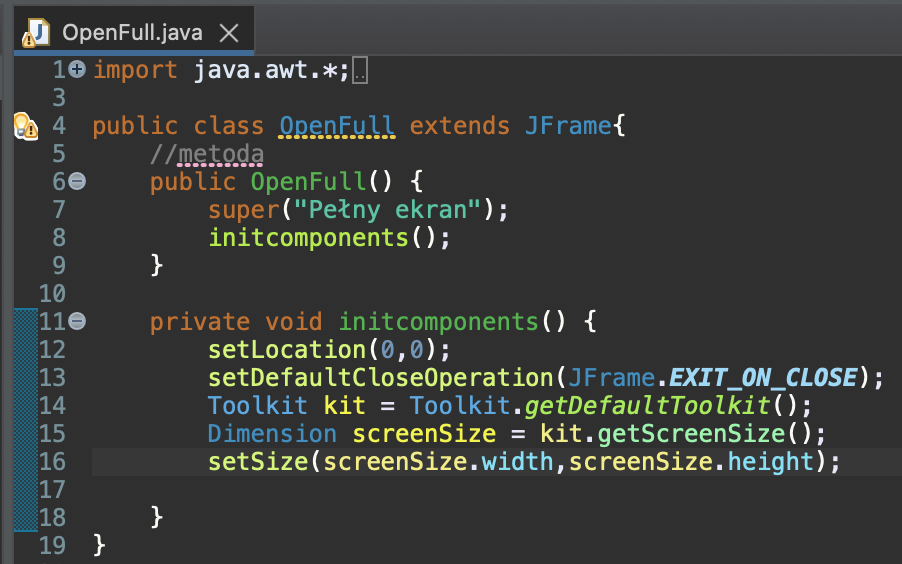 OpenFull.java
1 import java.awt.*;
3
4 public class OpenFull extends JFrame{
5 //metoda
6 public OpenFull() {
7 super("Pełny ekran");
8 initcomponents();
9 }
10
11 private void initcomponents() {
12 setLocation(0,0);
13 setDefaultCloseOperation(JFrame.EXIT_ON_CLOSE);
14 Toolkit kit = Toolkit.getDefaultToolkit();
15 Dimension screenSize = kit.getScreenSize();
16 setSize(screenSize.width,screenSize.height);
17
18 }
19 }